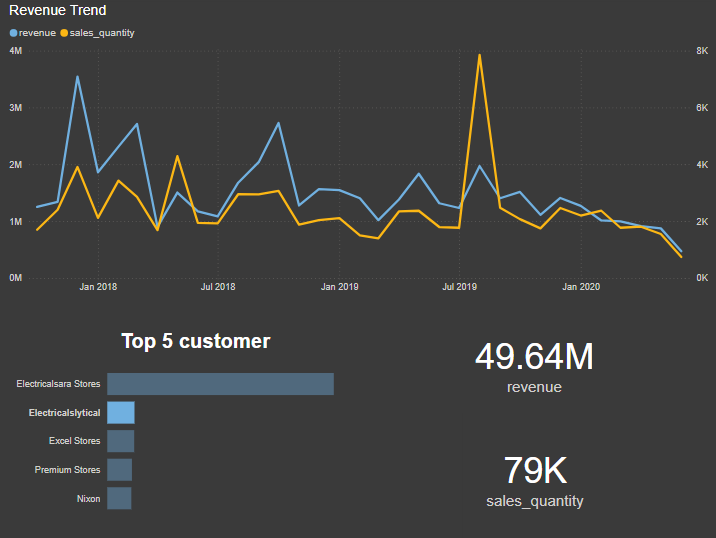 Revenue Trend
revenue sales_quantity
4M 8K
3M 6K
2M 4K
1M 2K
0M 0K
Jan 2018 Jul 2018 Jan 2019 Jul 2019 Jan 2020
Top 5 customer
Electricalsara Stores
Electricalslytical
Excel Stores
Premium Stores
Nixon
49.64M
revenue
79K
sales_quantity